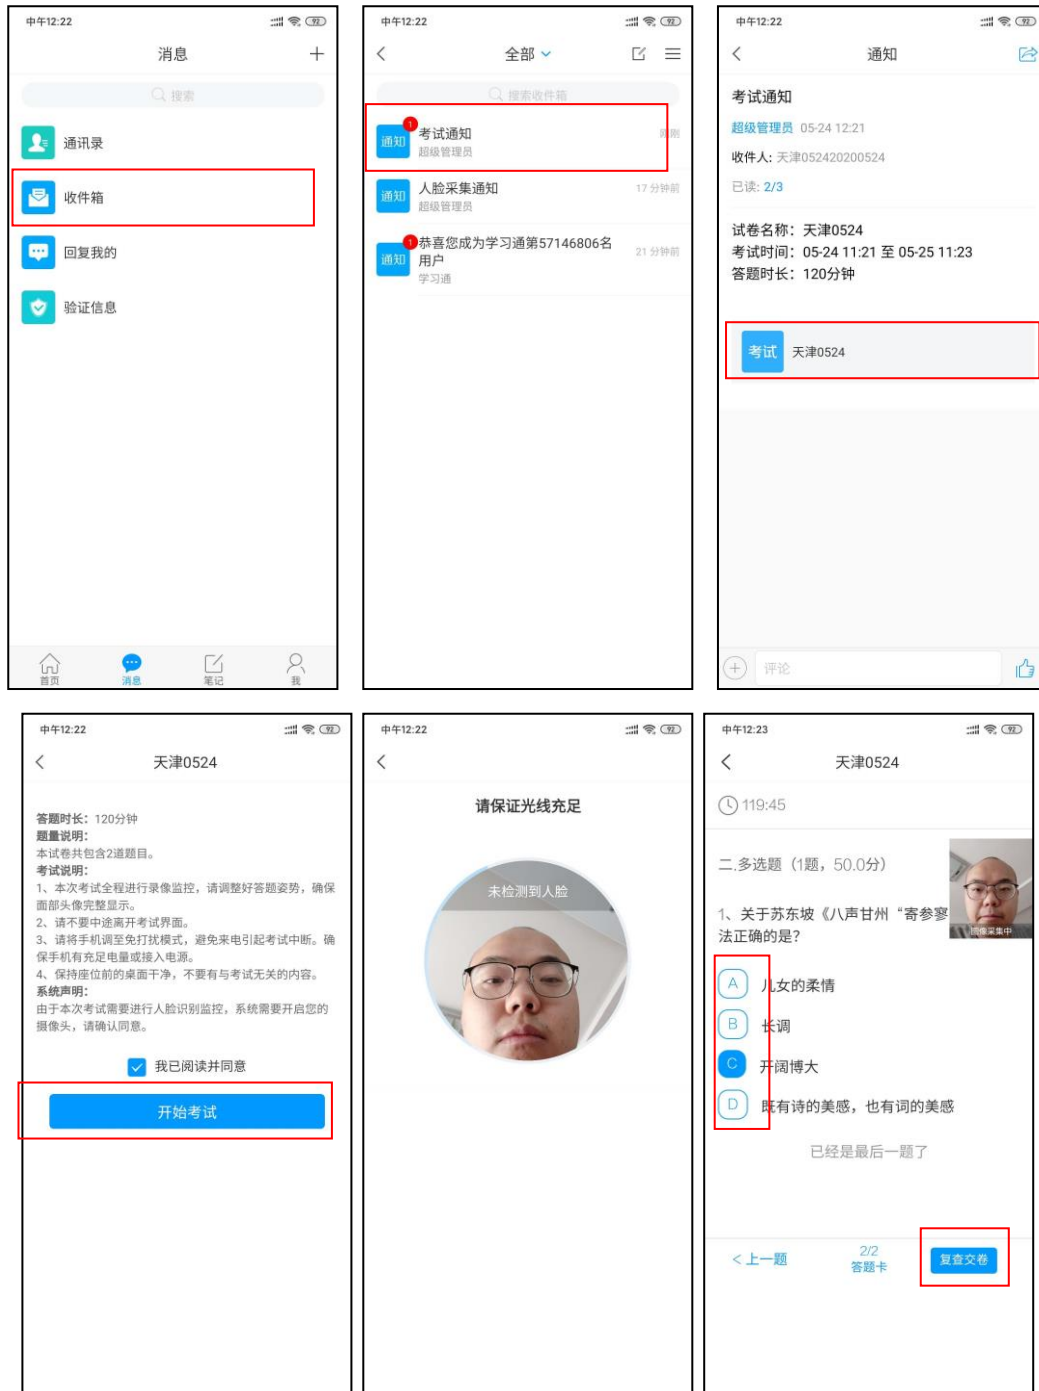 中午12:22
92
消息
搜索
通讯录
收件箱
回复我的
验证信息
首页
消息
笔记
我
中午12:22
92
全部
搜索收件箱
通知
1
考试通知
刚刚
超级管理员
通知
人脸采集通知
17 分钟前
超级管理员
通知
1
恭喜您成为学习通第57146806名
用户
21 分钟前
学习通
中午12:22
92
通知
考试通知
超级管理员 05-24 12:21
收件人: 天津052420200524
已读: 2/3
试卷名称：天津0524
考试时间：05-24 11:21 至 05-25 11:23
答题时长：120分钟
考试
天津0524
评论
中午12:22
92
天津0524
答题时长：120分钟
题量说明：
本试卷共包含2道题目。
考试说明：
1、本次考试全程进行录像监控，请调整好答题姿势，确保
面部头像完整显示。
2、请不要中途离开考试界面。
3、请将手机调至免打扰模式，避免来电引起考试中断。确
保手机有充足电量或接入电源。
4、保持座位前的桌面干净，不要有与考试无关的内容。
系统声明：
由于本次考试需要进行人脸识别监控，系统需要开启您的
摄像头，请确认同意。
我已阅读并同意
开始考试
中午12:22
92
请保证光线充足
未检测到人脸
中午12:23
92
天津0524
119:45
二.多选题（1题，50.0分）
图像采集中
1、关于苏东坡《八声甘州“寄参寥
法正确的是?
A 儿女的柔情
B 长调
C 开阔博大
D 既有诗的美感，也有词的美感
已经是最后一题了
< 上一题
2/2
答题卡
复查交卷